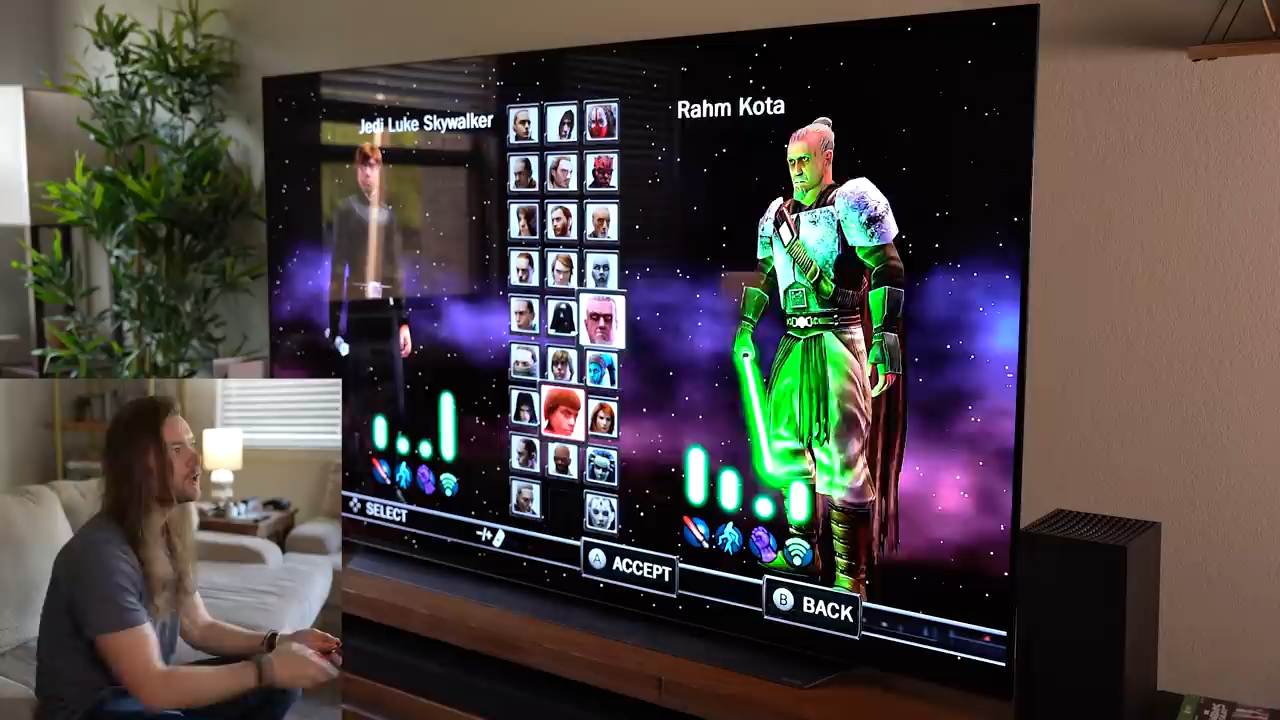 Jedi Luke Skywalker
Rahm Kota
SELECT
A ACCEPT
B BACK